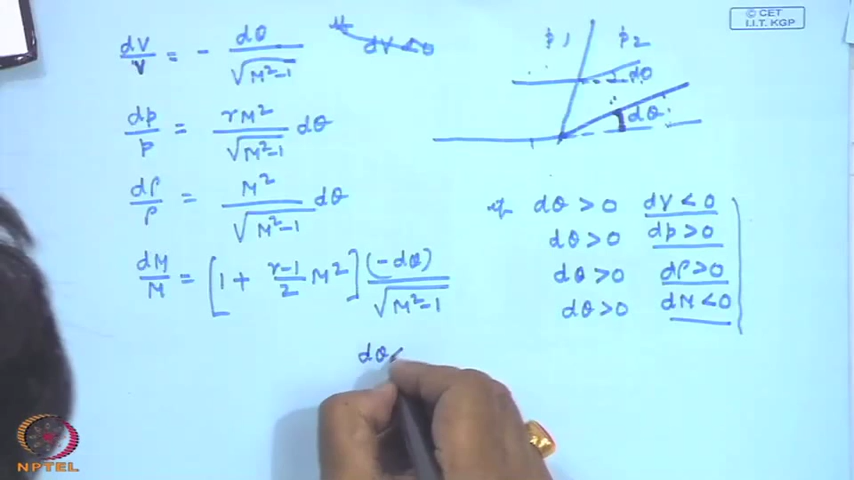 © CET
I.I.T. KGP
dV/V = - dθ/√(M²-1)
dV<0
p1 p2
dθ
dθ
dp/p = γM²/√(M²-1) dθ
dρ/ρ = M²/√(M²-1) dθ
dM/M = [1 + (γ-1)/2 M²] (-dθ)/√(M²-1)
if dθ > 0 dV < 0
dθ > 0 dp > 0
dθ > 0 dρ > 0
dθ > 0 dM < 0
dθ <
NPTEL